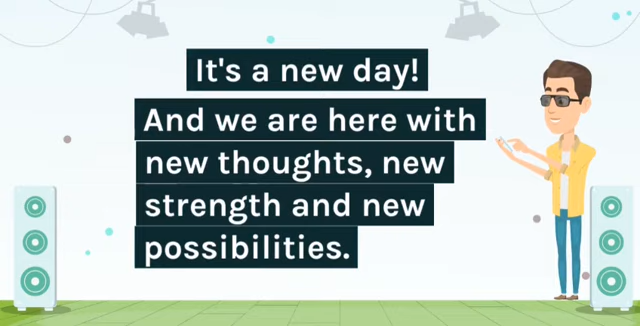 It's a new day!
And we are here with
new thoughts, new
strength and new
possibilities.